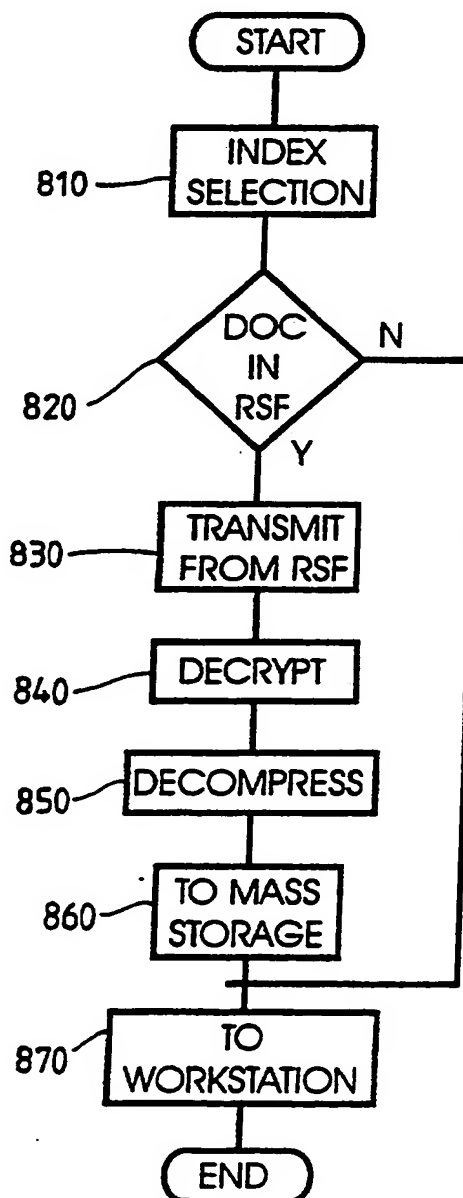 START
810
INDEX
SELECTION
820
DOC
IN
RSF
N
Y
830
TRANSMIT
FROM RSF
840
DECRYPT
850
DECOMPRESS
860
TO MASS
STORAGE
870
TO
WORKSTATION
END